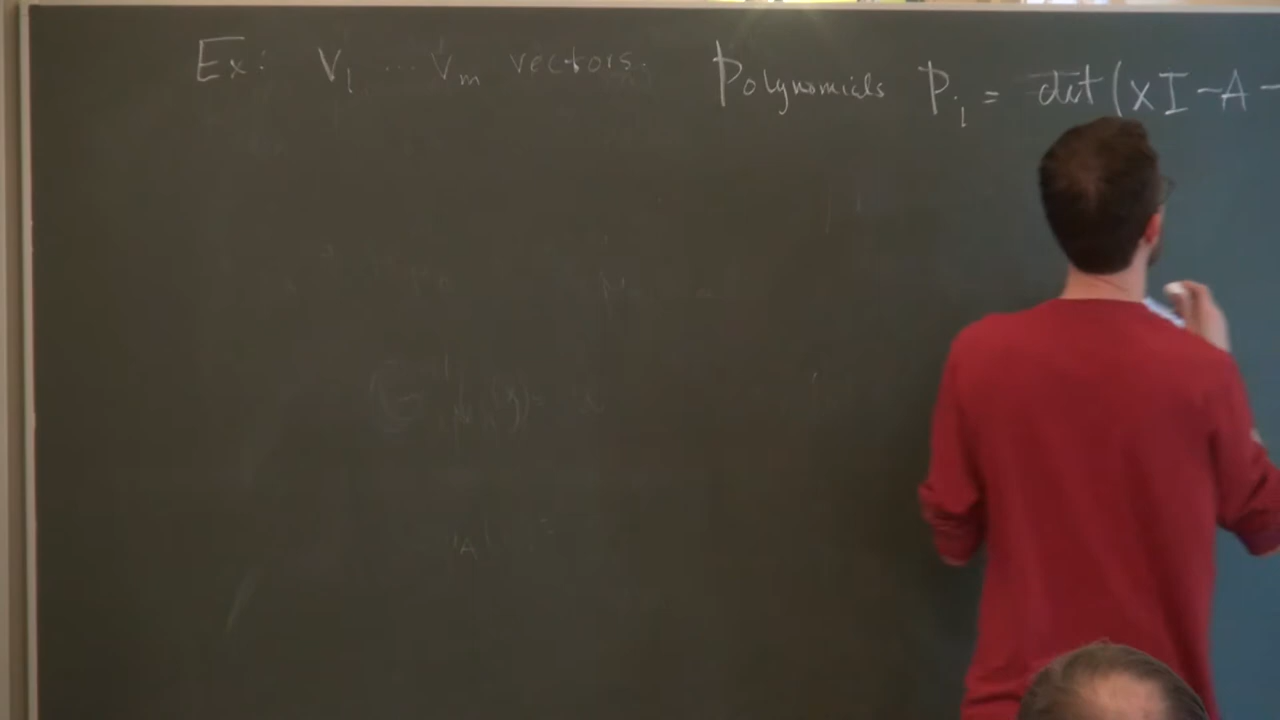 Ex: V₁ ... Vₘ vectors. Polynomials Pᵢ = det(xI-A-